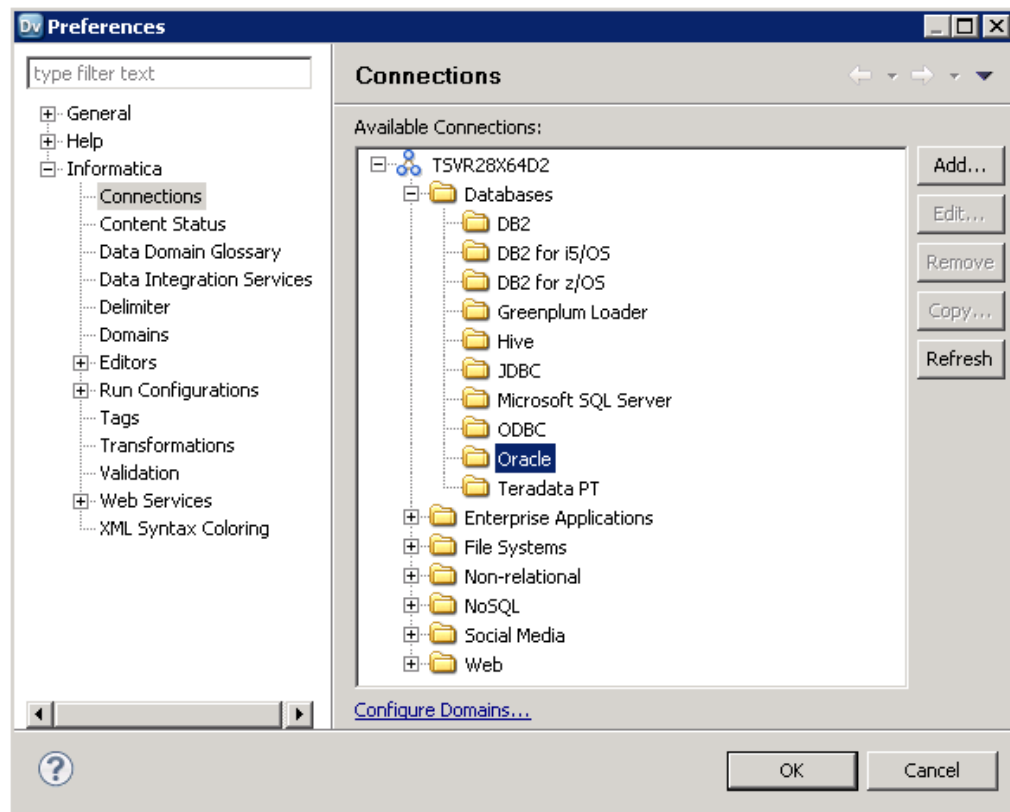 Dv Preferences
type filter text
General
Help
Informatica
Connections
Content Status
Data Domain Glossary
Data Integration Services
Delimiter
Domains
Editors
Run Configurations
Tags
Transformations
Validation
Web Services
XML Syntax Coloring
Connections
Available Connections:
TSVR28X64D2
Databases
DB2
DB2 for i5/OS
DB2 for z/OS
Greenplum Loader
Hive
JDBC
Microsoft SQL Server
ODBC
Oracle
Teradata PT
Enterprise Applications
File Systems
Non-relational
NoSQL
Social Media
Web
Add...
Edit...
Remove
Copy...
Refresh
Configure Domains...
?
OK
Cancel